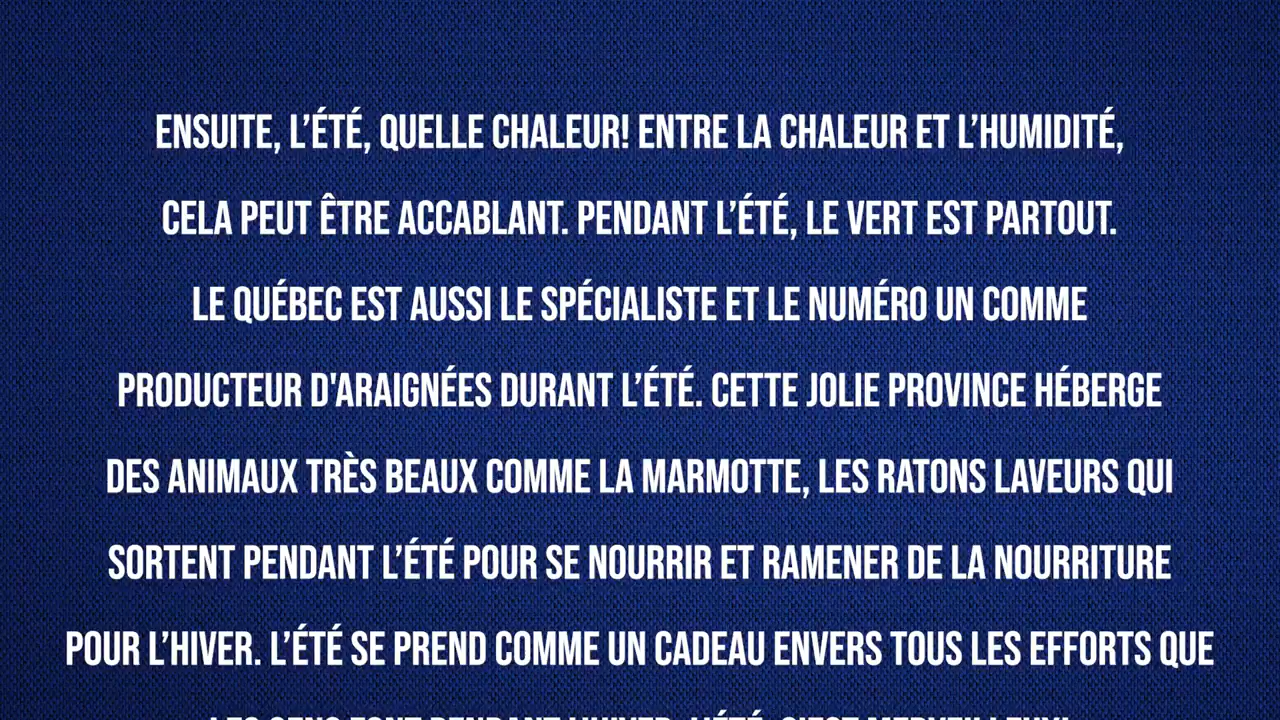 ENSUITE, L’ÉTÉ, QUELLE CHALEUR! ENTRE LA CHALEUR ET L’HUMIDITÉ,
CELA PEUT ÊTRE ACCABLANT. PENDANT L’ÉTÉ, LE VERT EST PARTOUT.
LE QUÉBEC EST AUSSI LE SPÉCIALISTE ET LE NUMÉRO UN COMME
PRODUCTEUR D'ARAIGNÉES DURANT L’ÉTÉ. CETTE JOLIE PROVINCE HÉBERGE
DES ANIMAUX TRÈS BEAUX COMME LA MARMOTTE, LES RATONS LAVEURS QUI
SORTENT PENDANT L’ÉTÉ POUR SE NOURRIR ET RAMENER DE LA NOURRITURE
POUR L’HIVER. L’ÉTÉ SE PREND COMME UN CADEAU ENVERS TOUS LES EFFORTS QUE